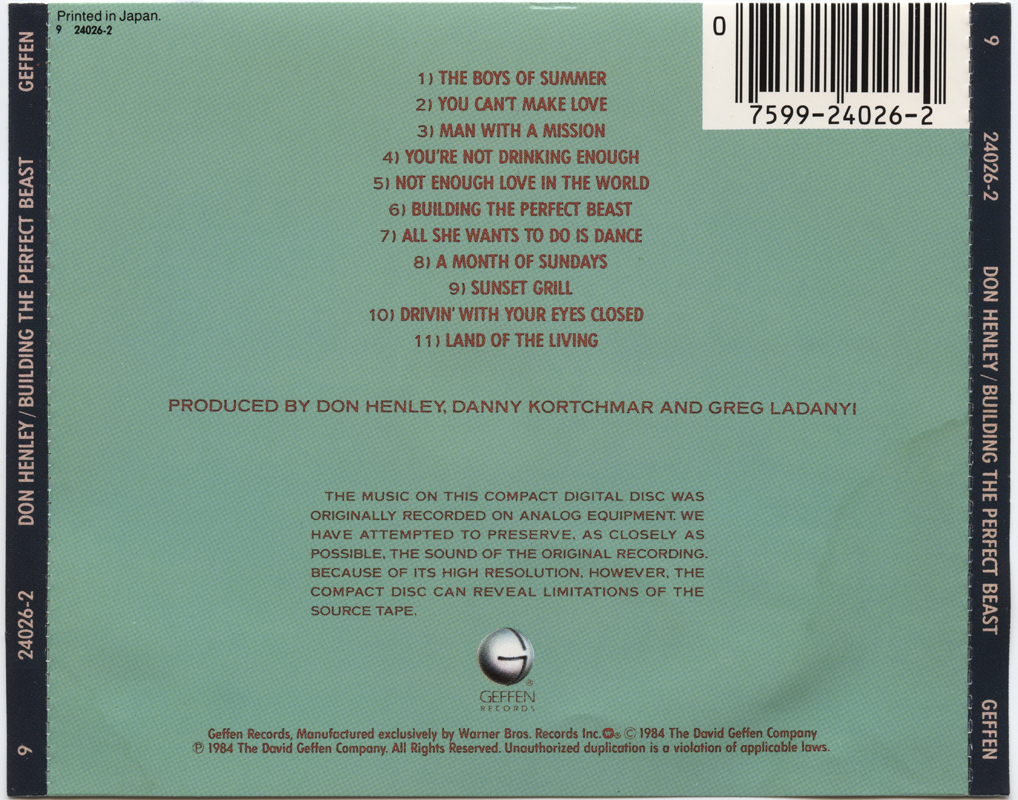 Printed in Japan.
9 24026-2
0
7599-24026-2
GEFFEN
DON HENLEY / BUILDING THE PERFECT BEAST
24026-2
9
1) THE BOYS OF SUMMER
2) YOU CAN'T MAKE LOVE
3) MAN WITH A MISSION
4) YOU'RE NOT DRINKING ENOUGH
5) NOT ENOUGH LOVE IN THE WORLD
6) BUILDING THE PERFECT BEAST
7) ALL SHE WANTS TO DO IS DANCE
8) A MONTH OF SUNDAYS
9) SUNSET GRILL
10) DRIVIN' WITH YOUR EYES CLOSED
11) LAND OF THE LIVING
PRODUCED BY DON HENLEY, DANNY KORTCHMAR AND GREG LADANYI
THE MUSIC ON THIS COMPACT DIGITAL DISC WAS
ORIGINALLY RECORDED ON ANALOG EQUIPMENT. WE
HAVE ATTEMPTED TO PRESERVE, AS CLOSELY AS
POSSIBLE, THE SOUND OF THE ORIGINAL RECORDING.
BECAUSE OF ITS HIGH RESOLUTION, HOWEVER, THE
COMPACT DISC CAN REVEAL LIMITATIONS OF THE
SOURCE TAPE.
GEFFEN
RECORDS
Geffen Records, Manufactured exclusively by Warner Bros. Records Inc. ® © 1984 The David Geffen Company
℗ 1984 The David Geffen Company. All Rights Reserved. Unauthorized duplication is a violation of applicable laws.
9
24026-2
DON HENLEY / BUILDING THE PERFECT BEAST
GEFFEN